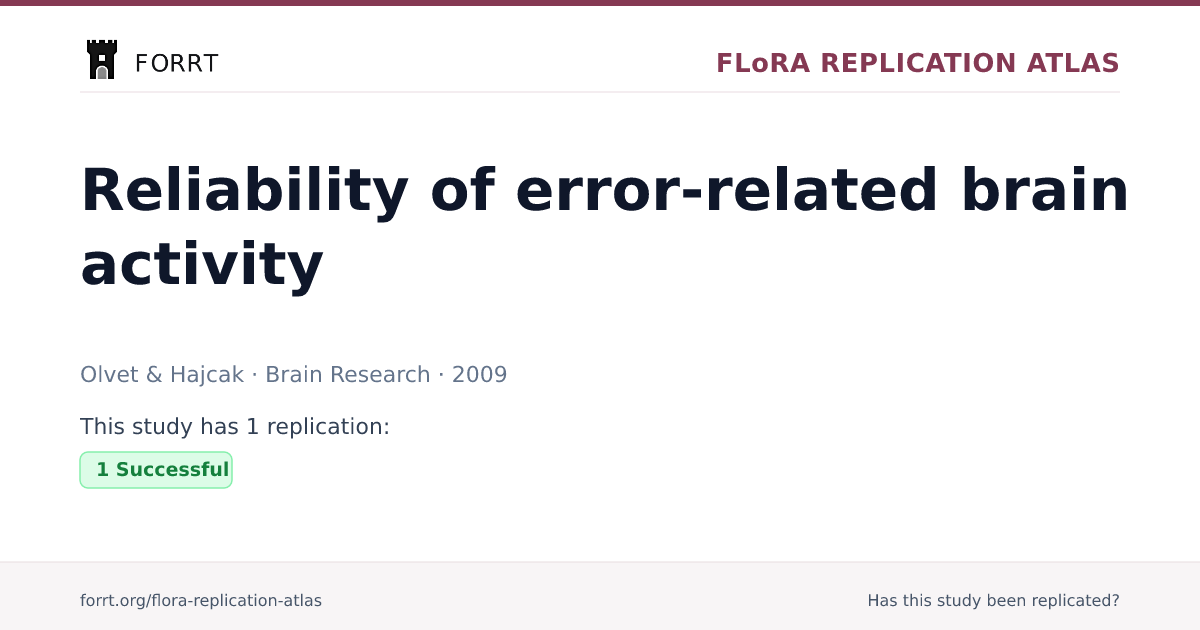 FORRT
FLoRA REPLICATION ATLAS
Reliability of error-related brain
activity
Olvet & Hajcak · Brain Research · 2009
This study has 1 replication:
1 Successful
forrt.org/flora-replication-atlas
Has this study been replicated?